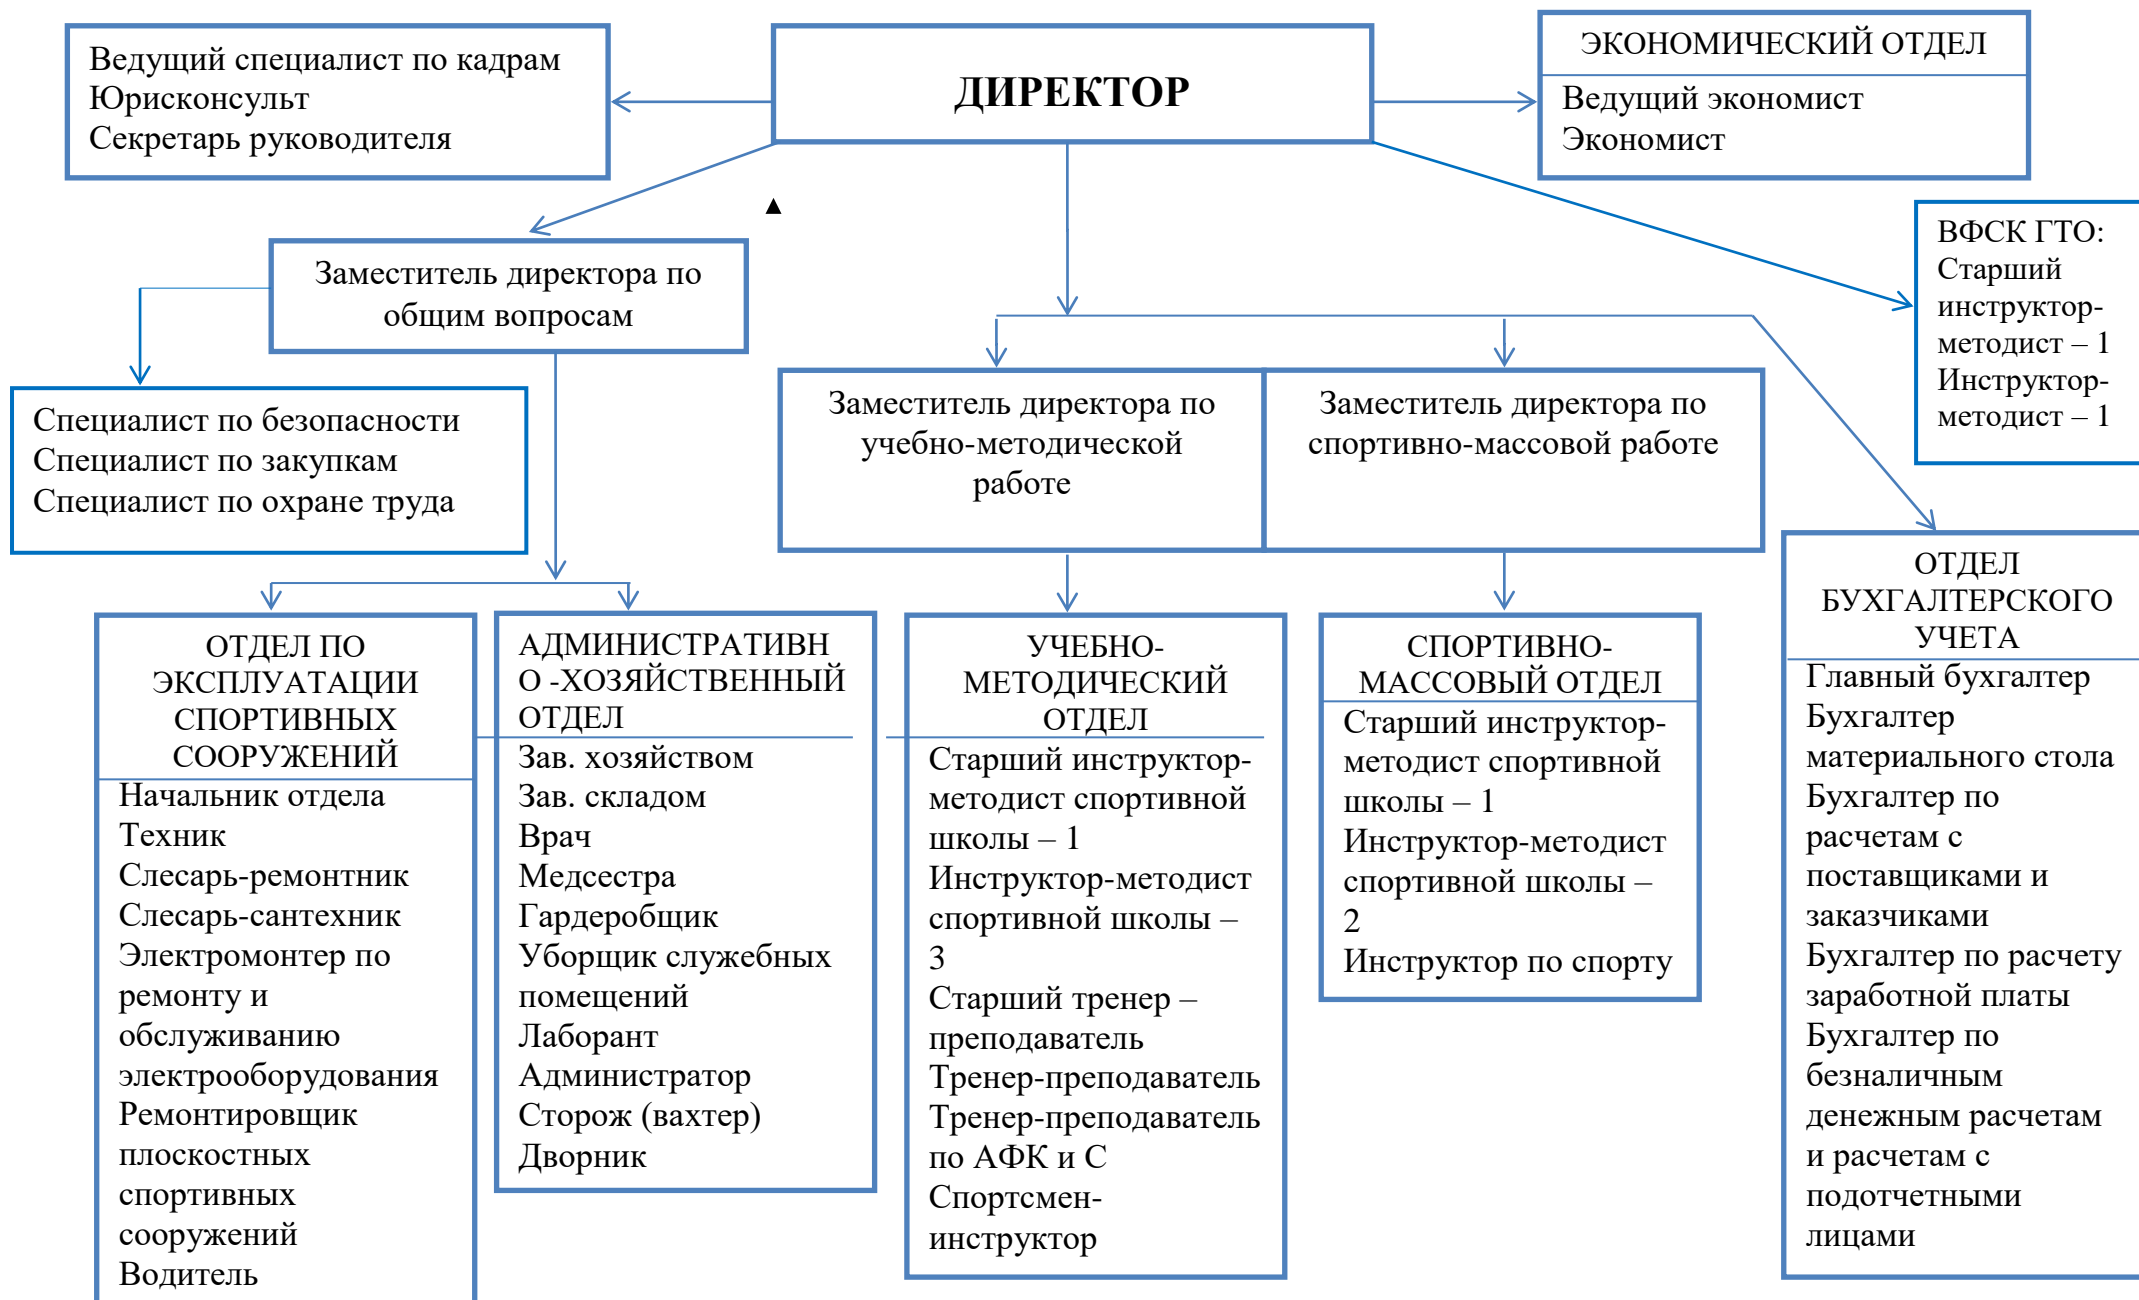 Ведущий специалист по кадрам
Юрисконсульт
Секретарь руководителя
ДИРЕКТОР
ЭКОНОМИЧЕСКИЙ ОТДЕЛ
Ведущий экономист
Экономист
ВФСК ГТО:
Старший
инструктор-
методист – 1
Инструктор-
методист – 1
Заместитель директора по
общим вопросам
Специалист по безопасности
Специалист по закупкам
Специалист по охране труда
Заместитель директора по
учебно-методической
работе
Заместитель директора по
спортивно-массовой работе
ОТДЕЛ ПО
ЭКСПЛУАТАЦИИ
СПОРТИВНЫХ
СООРУЖЕНИЙ
Начальник отдела
Техник
Слесарь-ремонтник
Слесарь-сантехник
Электромонтер по
ремонту и
обслуживанию
электрооборудования
Ремонтировщик
плоскостных
спортивных
сооружений
Водитель
АДМИНИСТРАТИВН
О -ХОЗЯЙСТВЕННЫЙ
ОТДЕЛ
Зав. хозяйством
Зав. складом
Врач
Медсестра
Гардеробщик
Уборщик служебных
помещений
Лаборант
Администратор
Сторож (вахтер)
Дворник
УЧЕБНО-
МЕТОДИЧЕСКИЙ
ОТДЕЛ
Старший инструктор-
методист спортивной
школы – 1
Инструктор-методист
спортивной школы –
3
Старший тренер –
преподаватель
Тренер-преподаватель
Тренер-преподаватель
по АФК и С
Спортсмен-
инструктор
СПОРТИВНО-
МАССОВЫЙ ОТДЕЛ
Старший инструктор-
методист спортивной
школы – 1
Инструктор-методист
спортивной школы –
2
Инструктор по спорту
ОТДЕЛ
БУХГАЛТЕРСКОГО
УЧЕТА
Главный бухгалтер
Бухгалтер
материального стола
Бухгалтер по
расчетам с
поставщиками и
заказчиками
Бухгалтер по расчету
заработной платы
Бухгалтер по
безналичным
денежным расчетам
и расчетам с
подотчетными
лицами